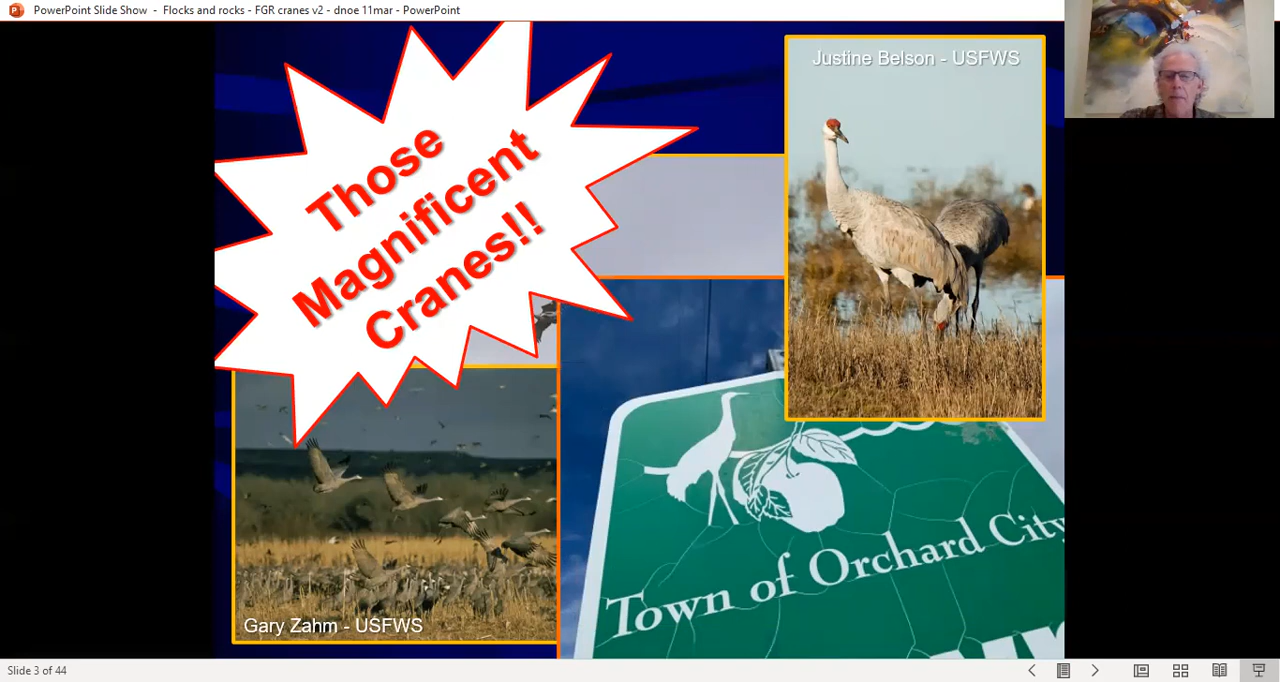 PowerPoint Slide Show - Flocks and rocks - FGR cranes v2 - dnoe 11mar - PowerPoint
Those
Magnificent
Cranes!!
Justine Belson - USFWS
Town of Orchard City
Gary Zahm - USFWS
Slide 3 of 44